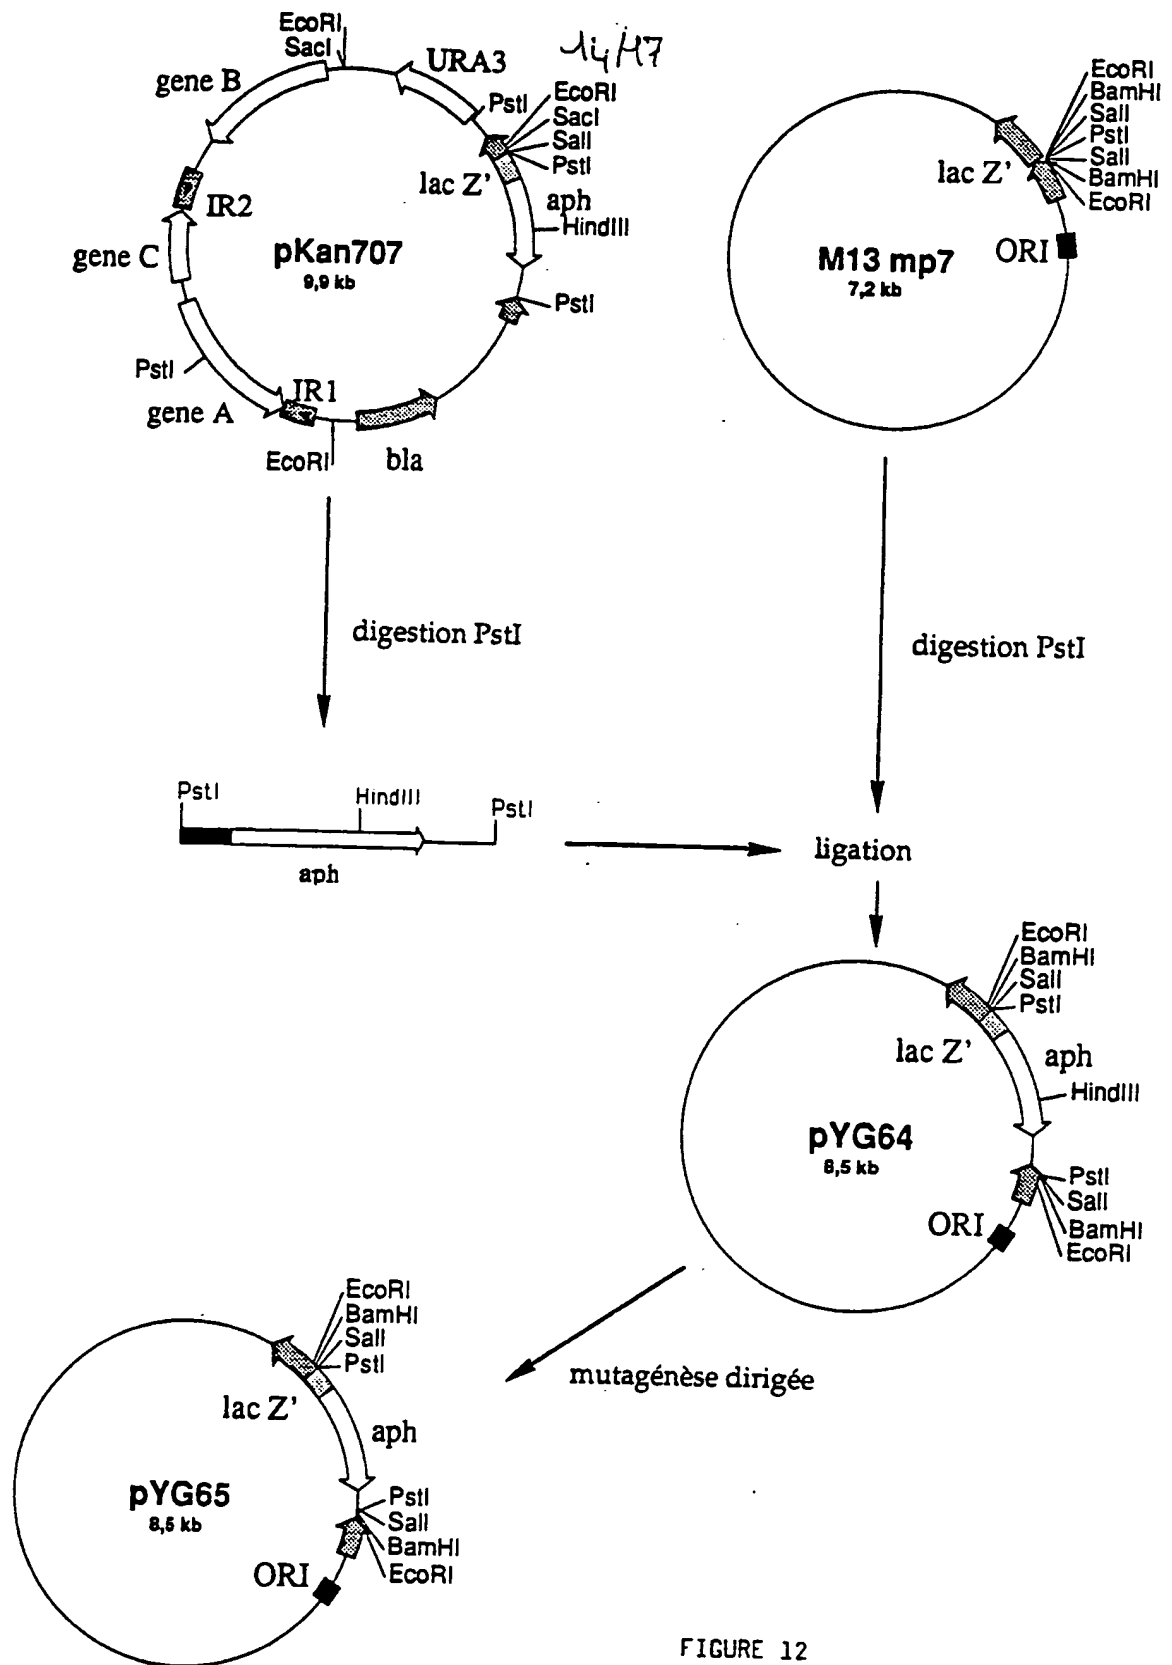 14/17
EcoRI
SacI
URA3
gene B
PstI
EcoRI
SacI
SalI
PstI
lac Z'
aph
HindIII
IR2
gene C
pKan707
9,9 kb
PstI
PstI
gene A
IR1
EcoRI
bla
EcoRI
BamHI
SalI
PstI
SalI
BamHI
EcoRI
lac Z'
ORI
M13 mp7
7,2 kb
digestion PstI
digestion PstI
PstI
HindIII
PstI
aph
ligation
EcoRI
BamHI
SalI
PstI
lac Z'
aph
HindIII
pYG64
8,5 kb
PstI
SalI
BamHI
EcoRI
ORI
mutagénèse dirigée
EcoRI
BamHI
SalI
PstI
lac Z'
aph
pYG65
8,5 kb
PstI
SalI
BamHI
EcoRI
ORI
FIGURE 12